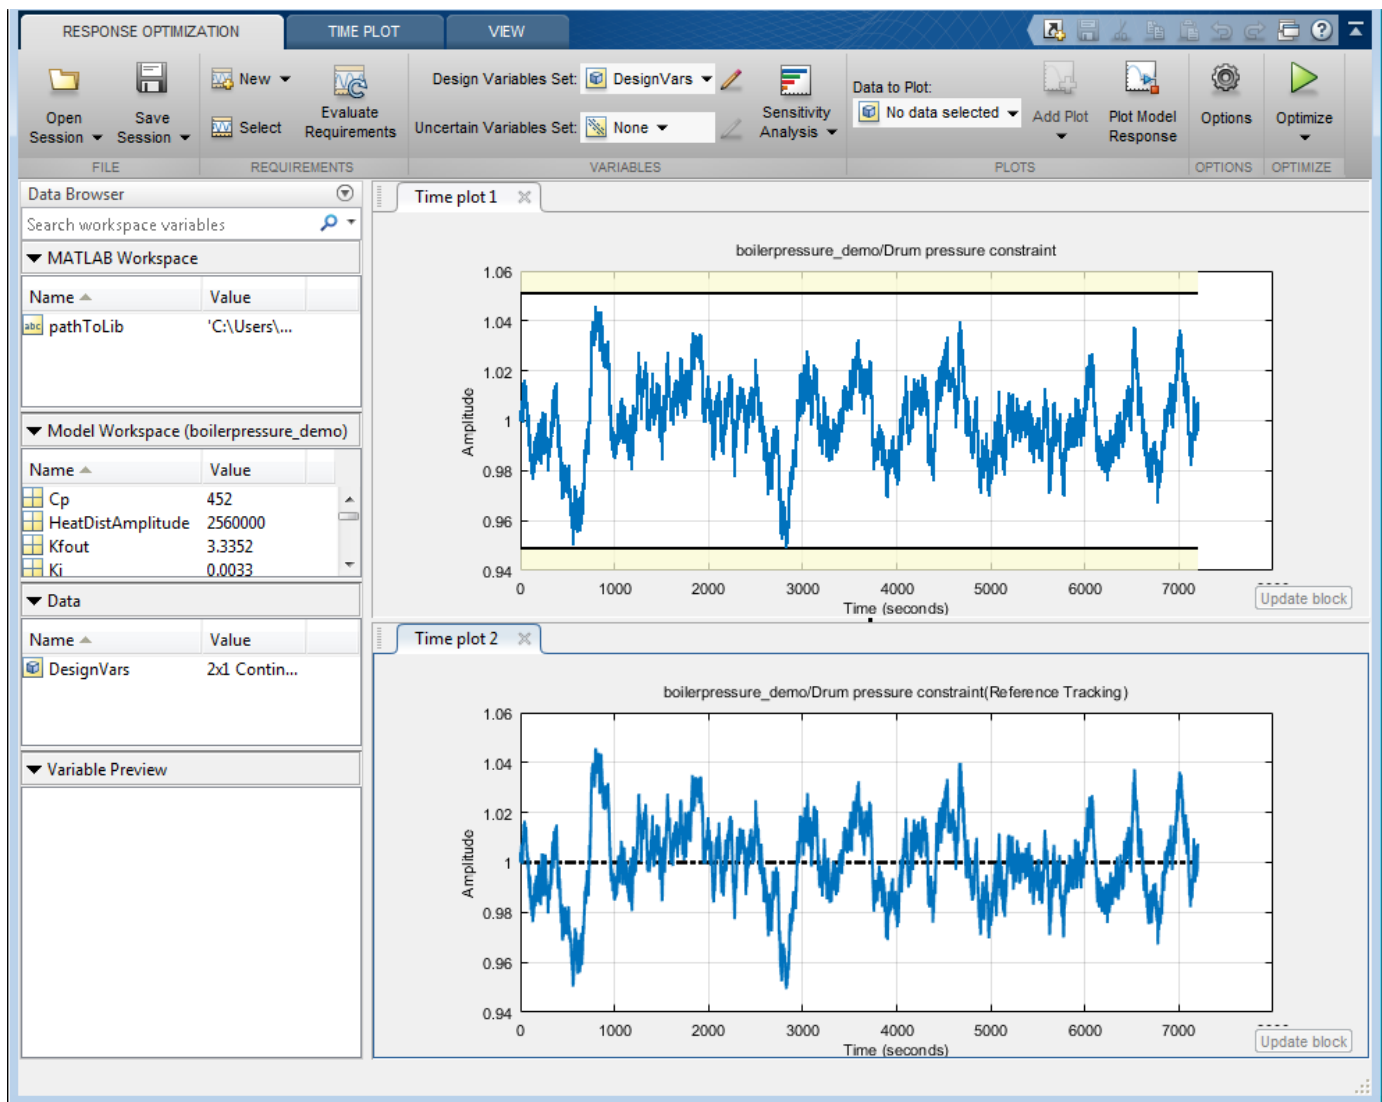 RESPONSE OPTIMIZATION TIME PLOT VIEW
New
Design Variables Set: DesignVars
Data to Plot:
Open Session
Save Session
Select
Evaluate Requirements
Uncertain Variables Set: None
Sensitivity Analysis
No data selected
Add Plot
Plot Model Response
Options
Optimize
FILE REQUIREMENTS VARIABLES PLOTS OPTIONS OPTIMIZE
Data Browser
Search workspace variables
MATLAB Workspace
Name Value
abc pathToLib 'C:\Users\...
Model Workspace (boilerpressure_demo)
Name Value
Cp 452
HeatDistAmplitude 2560000
Kfout 3.3352
Ki 0.0033
Data
Name Value
DesignVars 2x1 Contin...
Variable Preview
Time plot 1
boilerpressure_demo/Drum pressure constraint
1.06
1.04
1.02
1
0.98
0.96
0.94
Amplitude
0 1000 2000 3000 4000 5000 6000 7000
Time (seconds)
Update block
Time plot 2
boilerpressure_demo/Drum pressure constraint(Reference Tracking)
1.06
1.04
1.02
1
0.98
0.96
0.94
Amplitude
0 1000 2000 3000 4000 5000 6000 7000
Time (seconds)
Update block